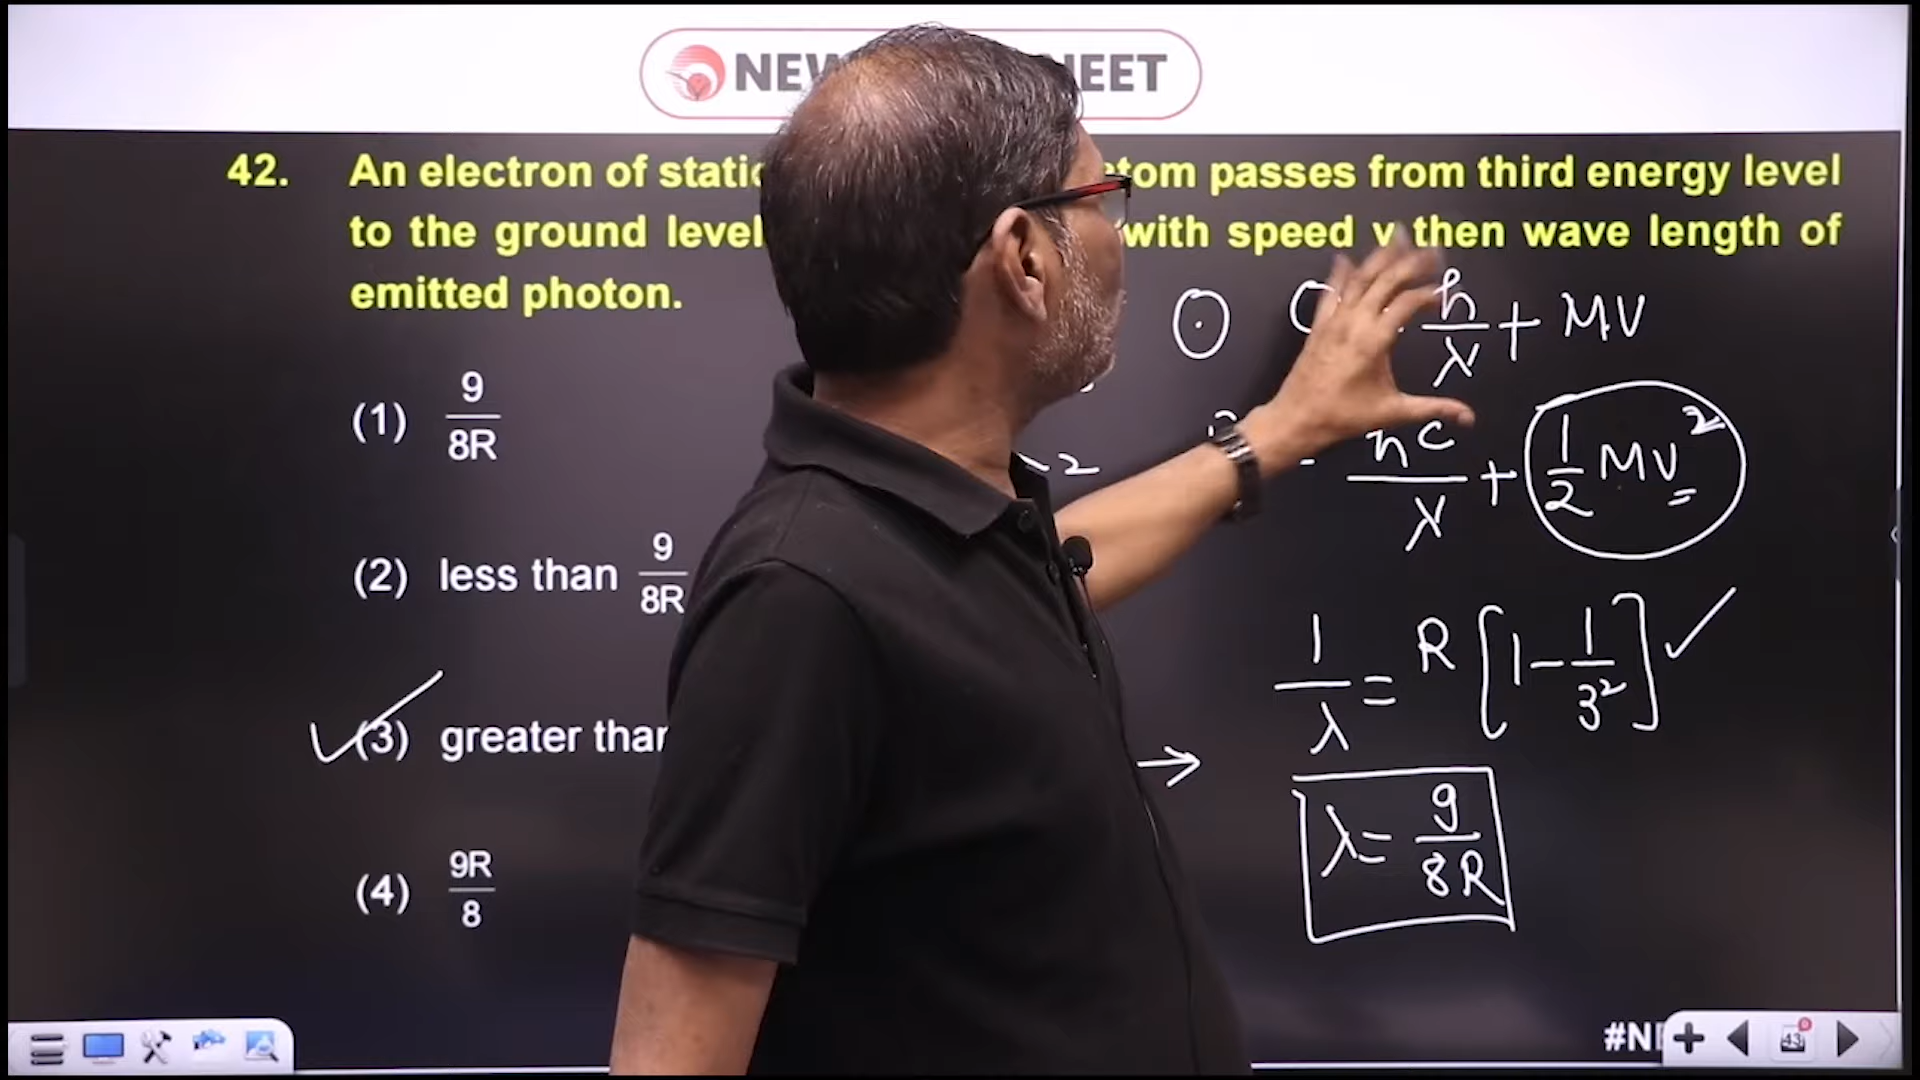 NEW NEET
42. An electron of static tom passes from third energy level
to the ground level with speed v then wave length of
emitted photon.
(1) 9/8R
(2) less than 9/8R
(3) greater than
(4) 9R/8
h/λ + MV
hc/λ + 1/2 MV²
2
1/λ = R [1 - 1/3²] ✓
→
λ = 9/8R
#N
43